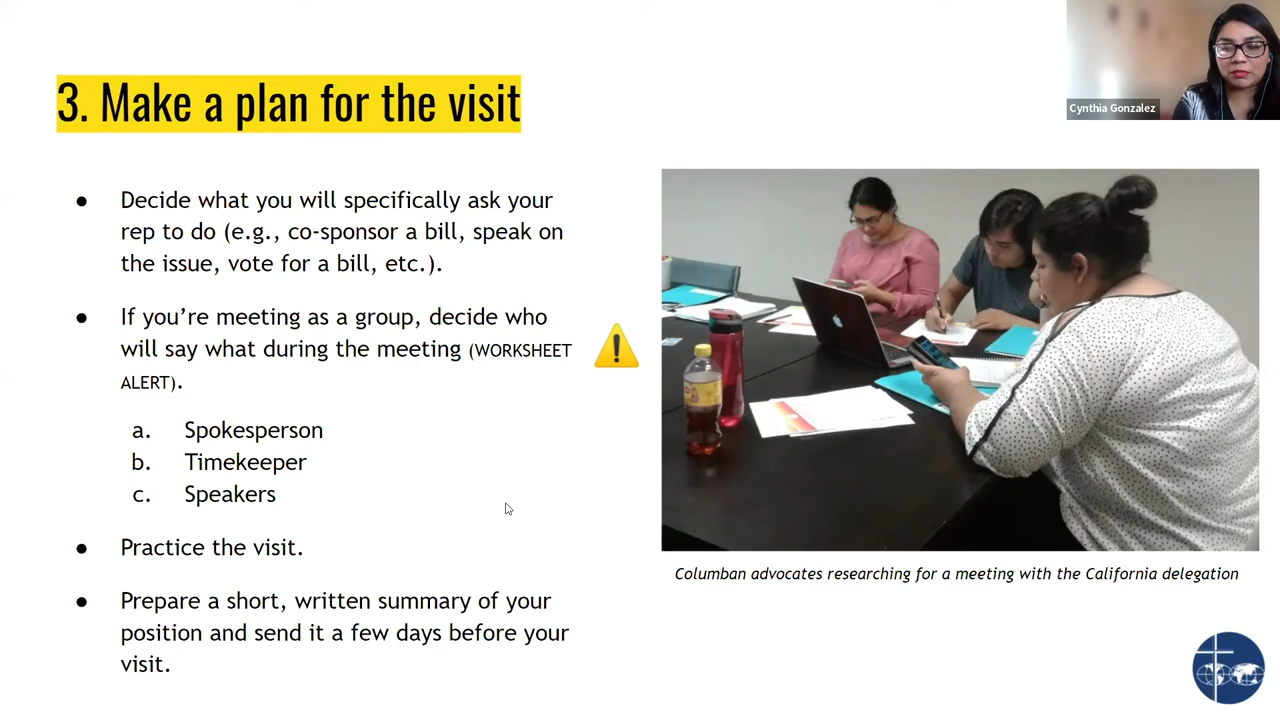 3. Make a plan for the visit
Cynthia Gonzalez
● Decide what you will specifically ask your
rep to do (e.g., co-sponsor a bill, speak on
the issue, vote for a bill, etc.).
● If you’re meeting as a group, decide who
will say what during the meeting (WORKSHEET
ALERT).
a. Spokesperson
b. Timekeeper
c. Speakers
● Practice the visit.
● Prepare a short, written summary of your
position and send it a few days before your
visit.
Columban advocates researching for a meeting with the California delegation